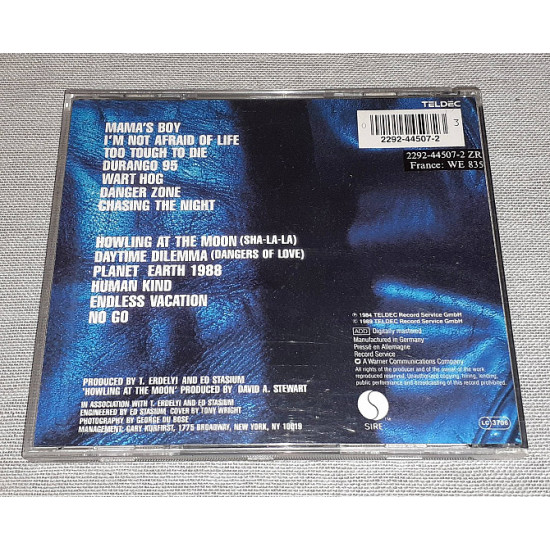 MAMA'S BOY
I'M NOT AFRAID OF LIFE
TOO TOUGH TO DIE
DURANGO 95
WART HOG
DANGER ZONE
CHASING THE NIGHT
HOWLING AT THE MOON (SHA-LA-LA)
DAYTIME DILEMMA (DANGERS OF LOVE)
PLANET EARTH 1988
HUMAN KIND
ENDLESS VACATION
NO GO
PRODUCED BY T. ERDELYI AND ED STASIUM
'HOWLING AT THE MOON' PRODUCED BY DAVID A. STEWART
IN ASSOCIATION WITH T. ERDELYI AND ED STASIUM
ENGINEERED BY ED STASIUM COVER BY TONY WRIGHT
PHOTOGRAPHY BY GEORGE DU BOSE
MANAGEMENT: GARY KURFIRST, 1775 BROADWAY, NEW YORK, NY 10019
TELDEC
0 3
2292-44507-2
2292-44507-2 ZR
France: WE 835
℗ 1984 TELDEC Record Service GmbH
© 1989 TELDEC Record Service GmbH
ADD Digitally mastered
Manufactured in Germany
Pressé en Allemagne
Record Service
A Warner Communications Company
All rights of the producer and of the owner of the work
reproduced reserved. Unauthorized copying, hiring, lending,
public performance and broadcasting of this record prohibited.
SIRE
LC 3706